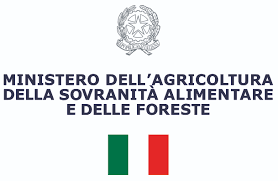 MINISTERO DELL'AGRICOLTURA
DELLA SOVRANITÀ ALIMENTARE
E DELLE FORESTE